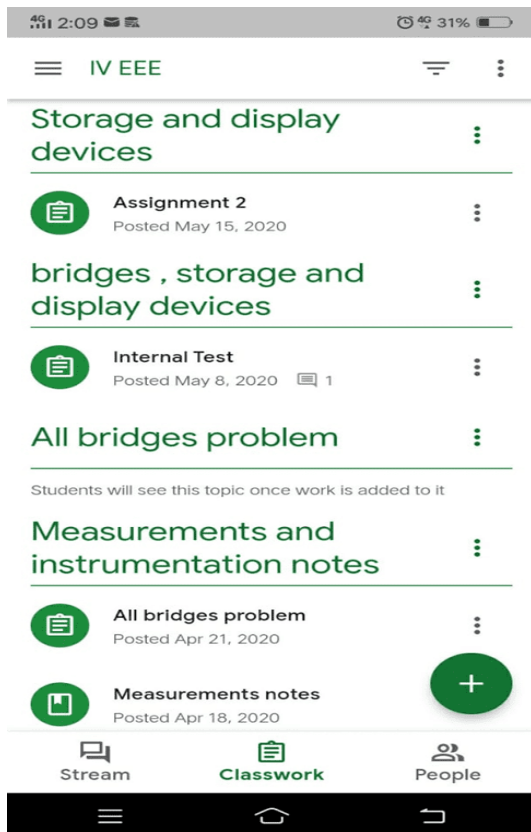 4G 2:09 4G 31%
IV EEE
Storage and display
devices
Assignment 2
Posted May 15, 2020
bridges , storage and
display devices
Internal Test
Posted May 8, 2020 1
All bridges problem
Students will see this topic once work is added to it
Measurements and
instrumentation notes
All bridges problem
Posted Apr 21, 2020
Measurements notes
Posted Apr 18, 2020
Stream Classwork People